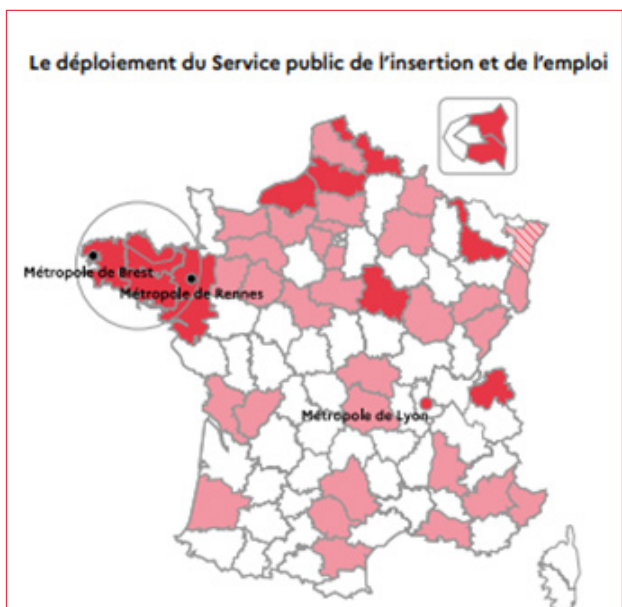 Le déploiement du Service public de l'insertion et de l'emploi
Métropole de Brest
Métropole de Rennes
Métropole de Lyon